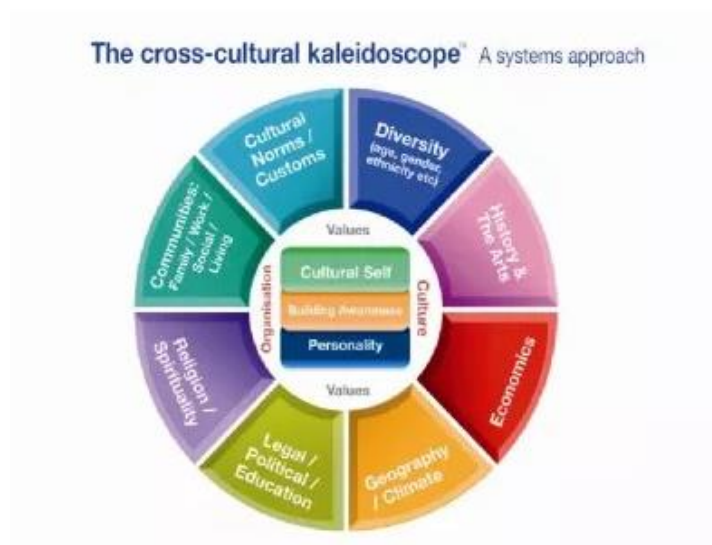 The cross-cultural kaleidoscope™ A systems approach
Cultural
Norms /
Customs
Diversity
(age, gender,
ethnicity etc)
History &
The Arts
Economics
Geography
/ Climate
Legal /
Political /
Education
Religion /
Spirituality
Communities:
Family / Work /
Social /
Living
Values
Organisation
Culture
Cultural Self
Building Awareness
Personality
Values